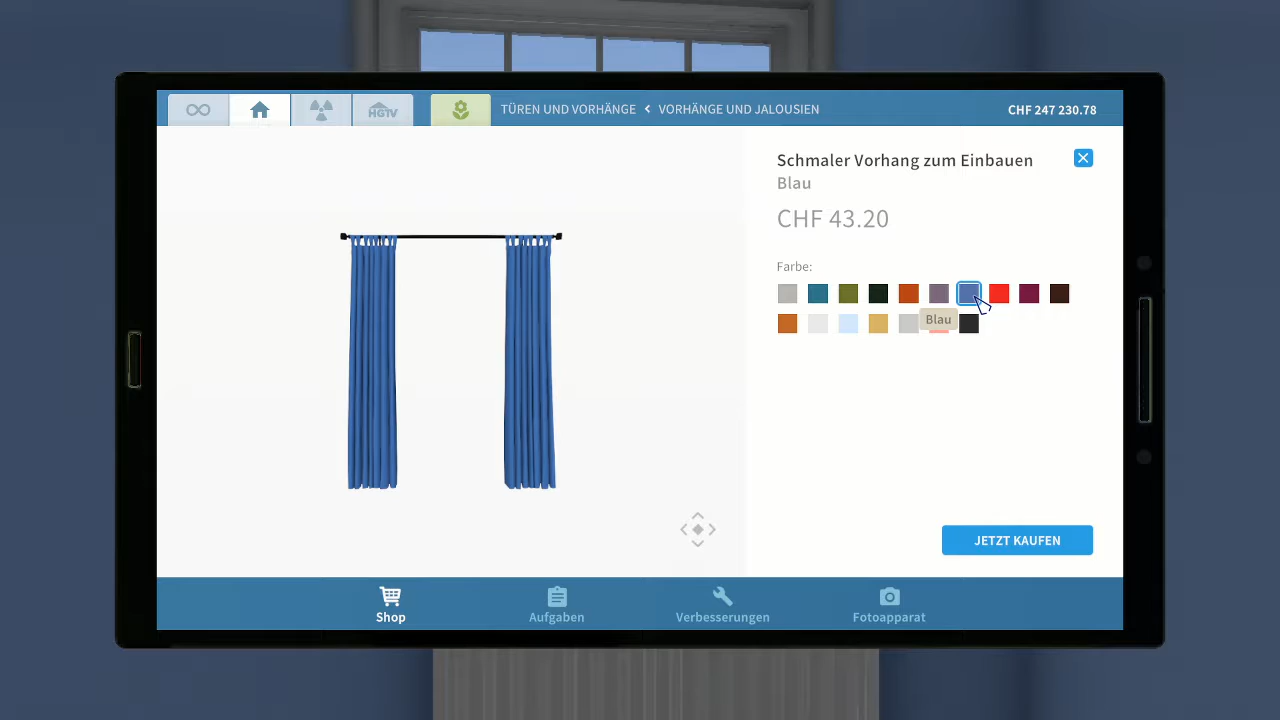 HGTV
TÜREN UND VORHÄNGE < VORHÄNGE UND JALOUSIEN
CHF 247 230.78
Schmaler Vorhang zum Einbauen
Blau
CHF 43.20
Farbe:
Blau
JETZT KAUFEN
Shop
Aufgaben
Verbesserungen
Fotoapparat